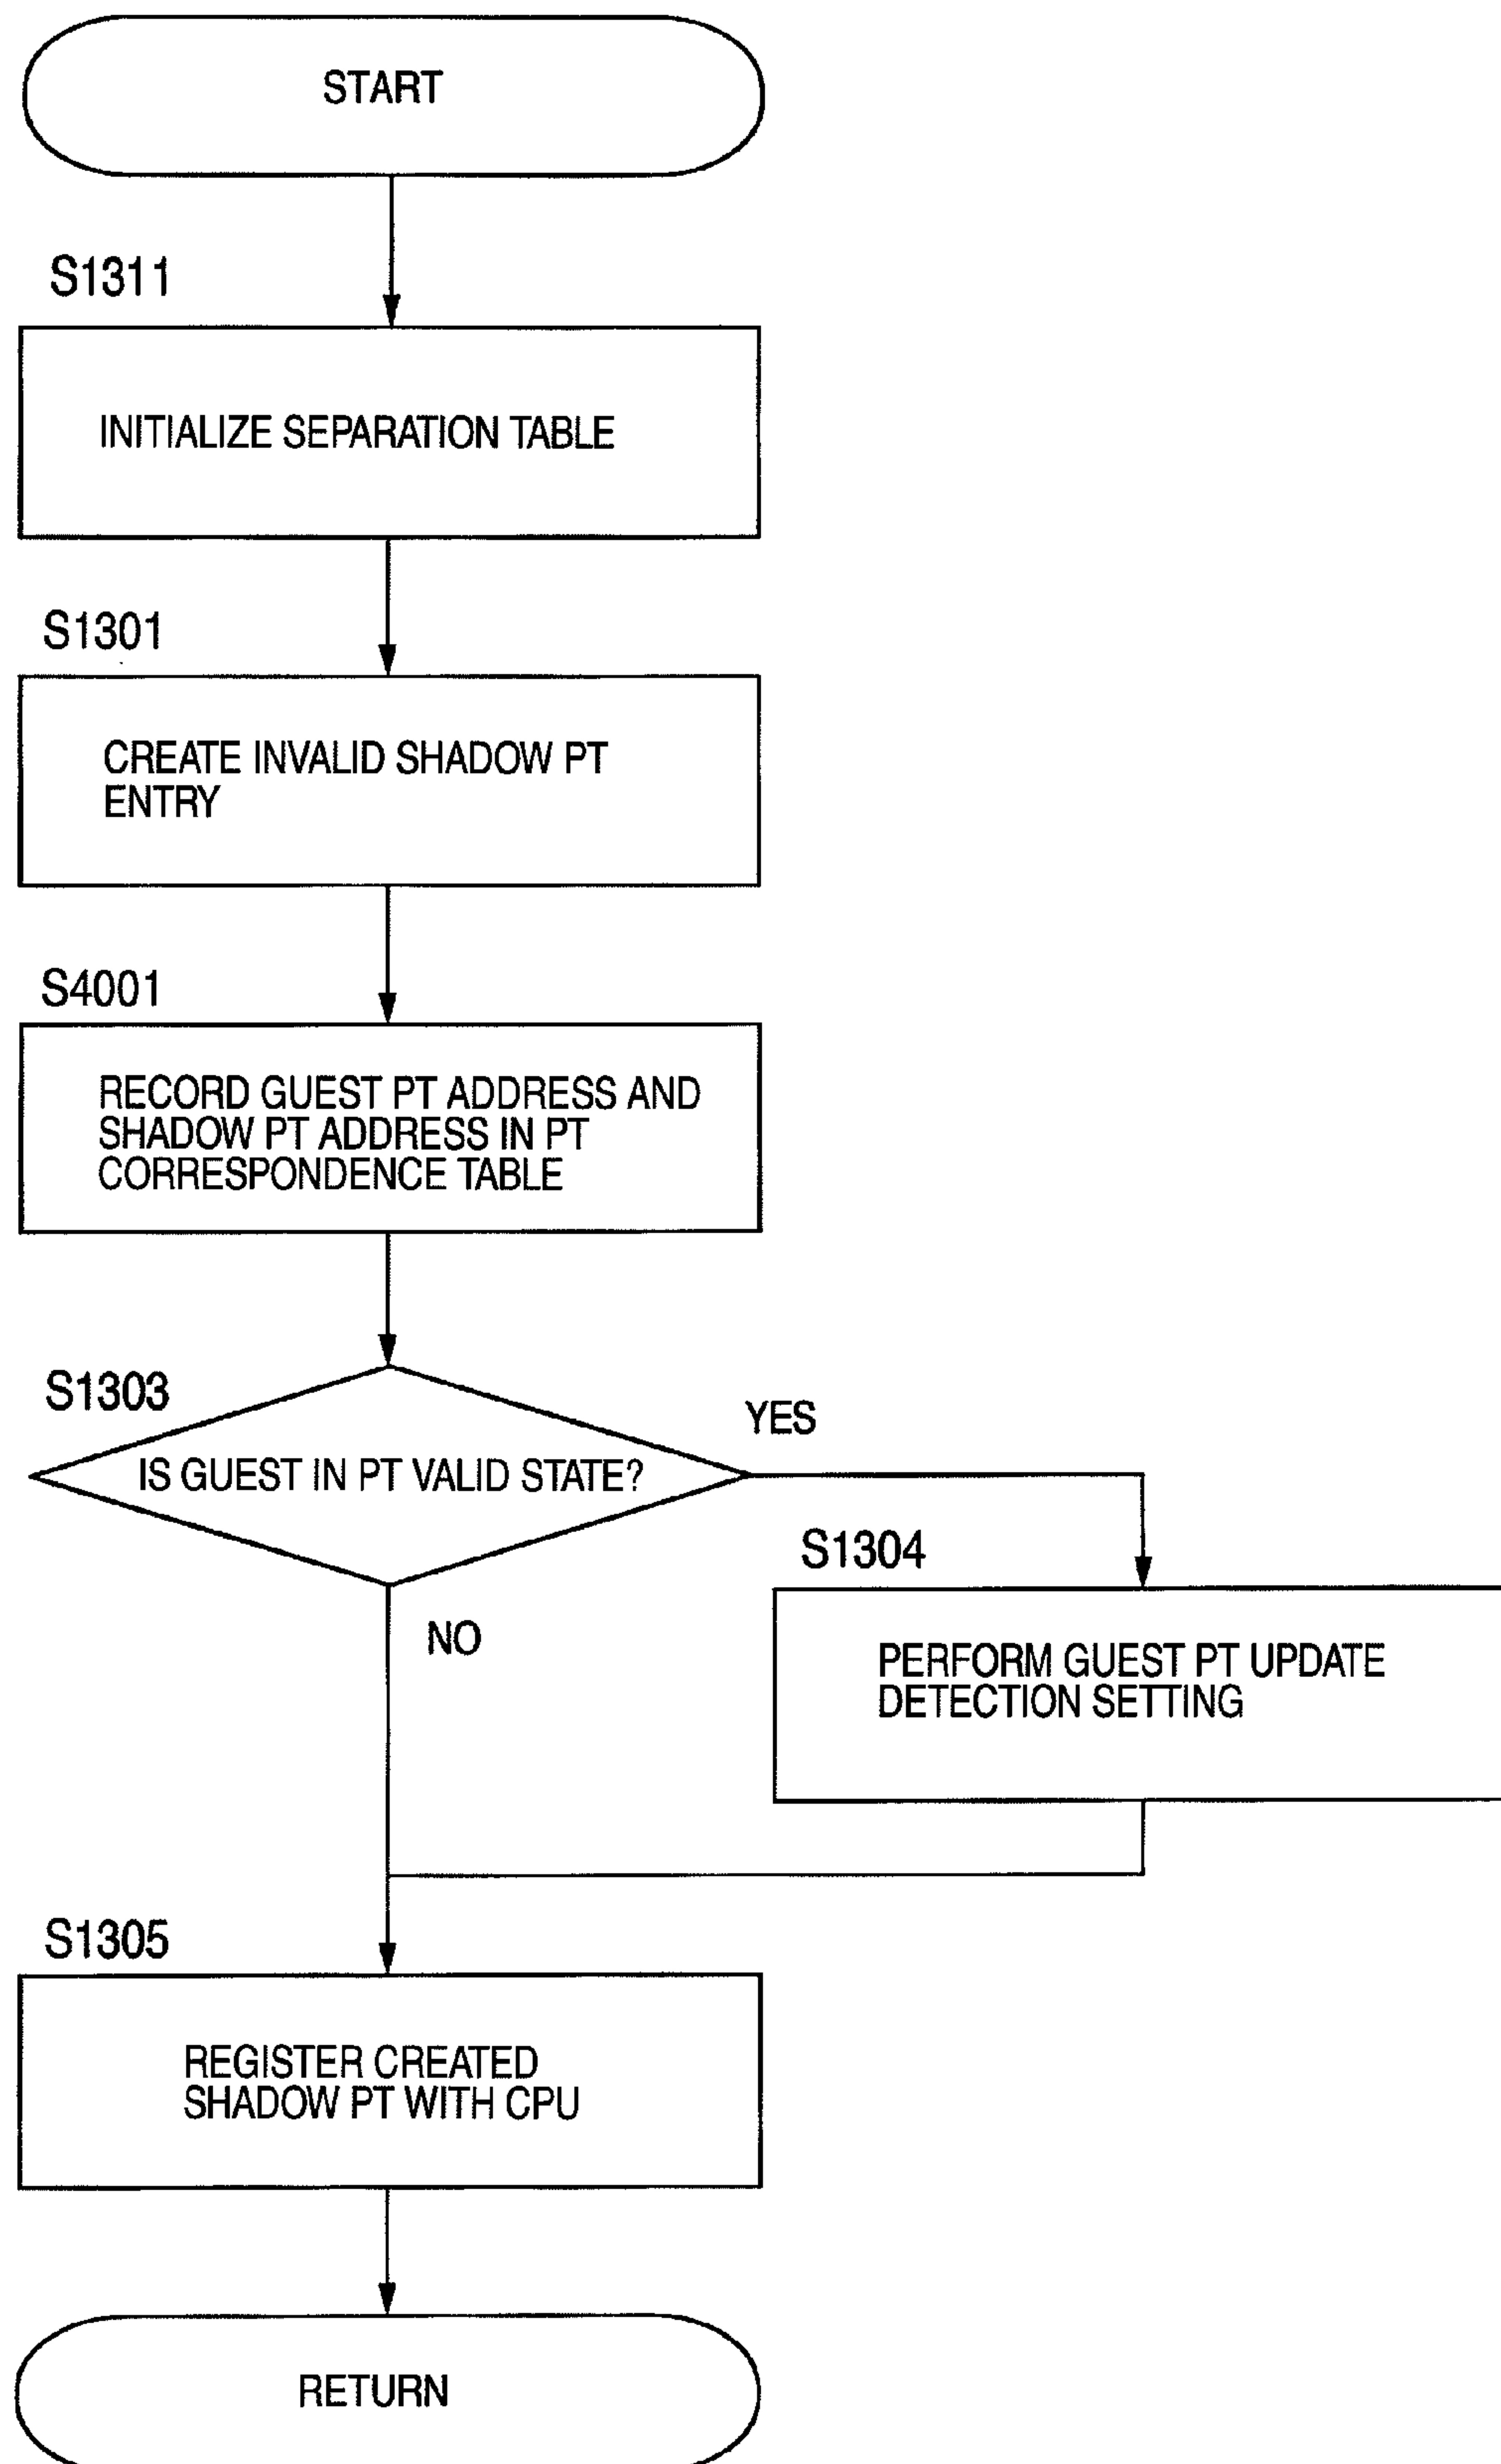 START
S1311
INITIALIZE SEPARATION TABLE
S1301
CREATE INVALID SHADOW PT
ENTRY
S4001
RECORD GUEST PT ADDRESS AND
SHADOW PT ADDRESS IN PT
CORRESPONDENCE TABLE
S1303
IS GUEST IN PT VALID STATE?
YES
NO
S1304
PERFORM GUEST PT UPDATE
DETECTION SETTING
S1305
REGISTER CREATED
SHADOW PT WITH CPU
RETURN